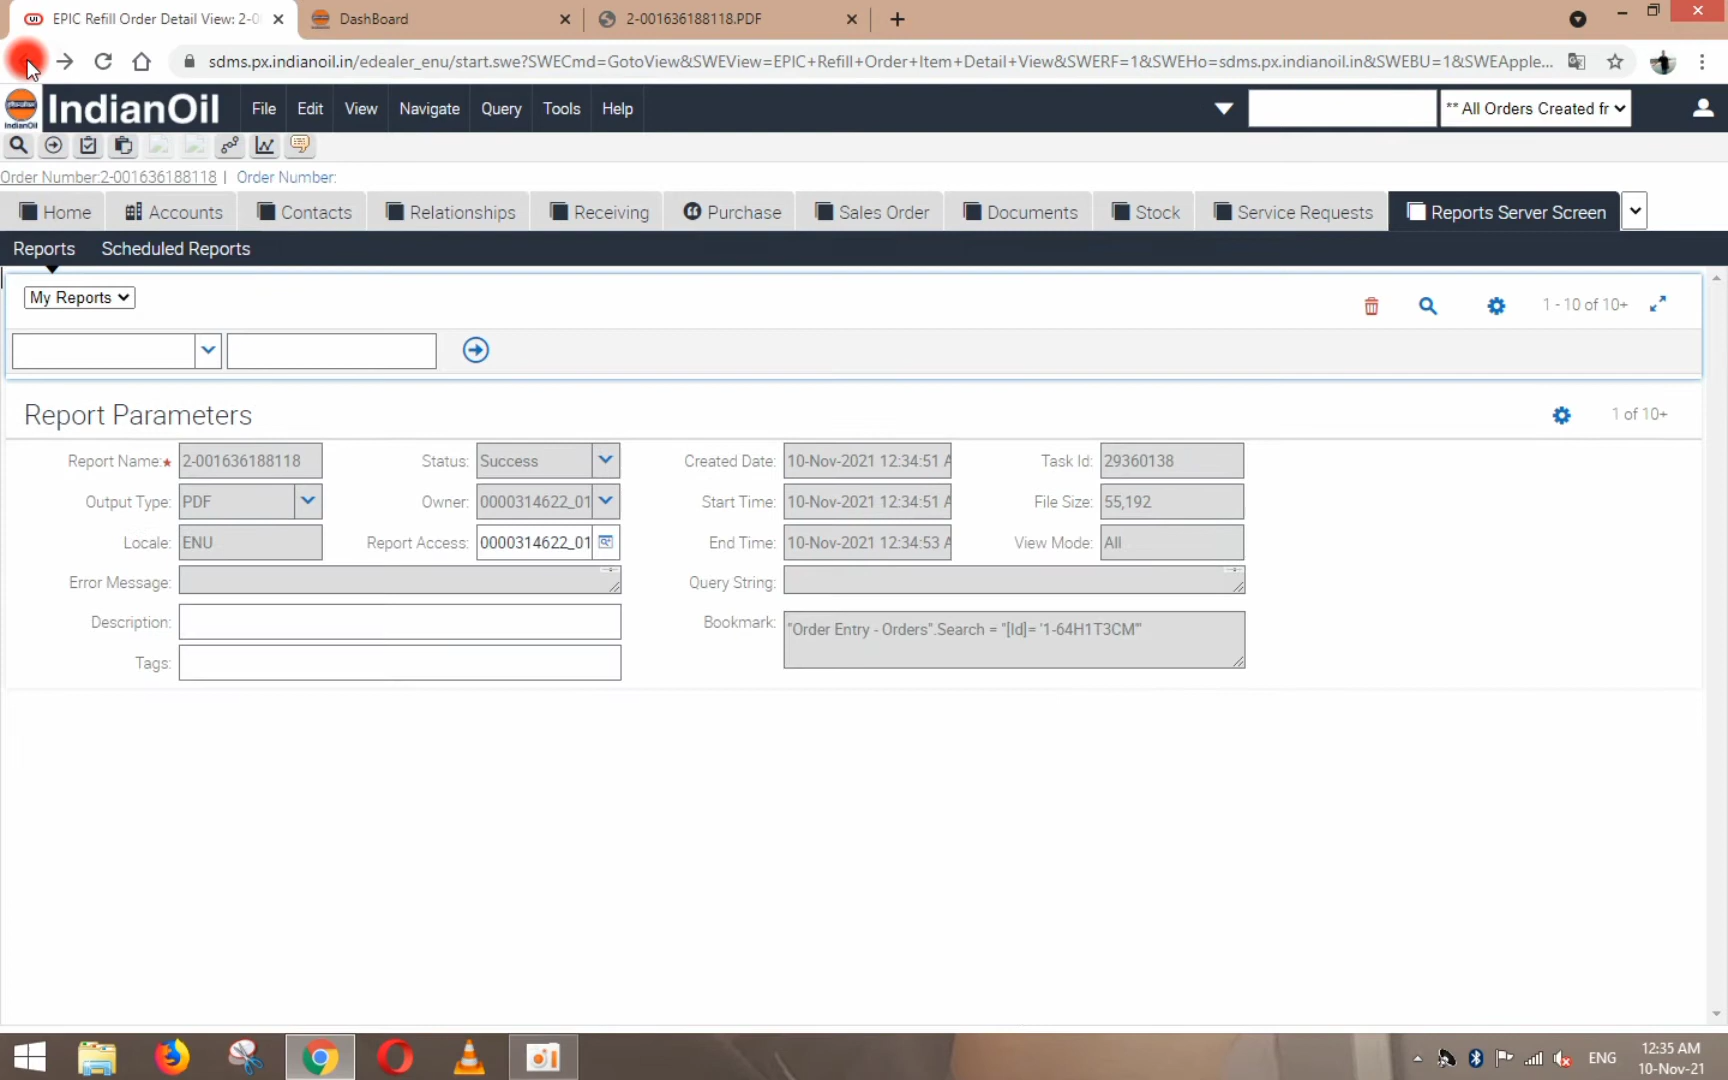 EPIC Refill Order Detail View: 2-0
DashBoard
2-001636188118.PDF
sdms.px.indianoil.in/edealer_enu/start.swe?SWECmd=GotoView&SWEView=EPIC+Refill+Order+Item+Detail+View&SWERF=1&SWEHo=sdms.px.indianoil.in&SWEBU=1&SWEApple...
IndianOil
IndianOil
File Edit View Navigate Query Tools Help
** All Orders Created fr
Order Number:2-001636188118 | Order Number:
Home Accounts Contacts Relationships Receiving Purchase Sales Order Documents Stock Service Requests Reports Server Screen
Reports Scheduled Reports
My Reports
1 - 10 of 10+
Report Parameters
1 of 10+
Report Name:* 2-001636188118 Status: Success Created Date: 10-Nov-2021 12:34:51 A Task Id: 29360138
Output Type: PDF Owner: 0000314622_01 Start Time: 10-Nov-2021 12:34:51 A File Size: 55,192
Locale: ENU Report Access: 0000314622_01 End Time: 10-Nov-2021 12:34:53 A View Mode: All
Error Message: Query String:
Description: Bookmark: "Order Entry - Orders".Search = "[Id]= '1-64H1T3CM'"
Tags:
ENG
12:35 AM
10-Nov-21